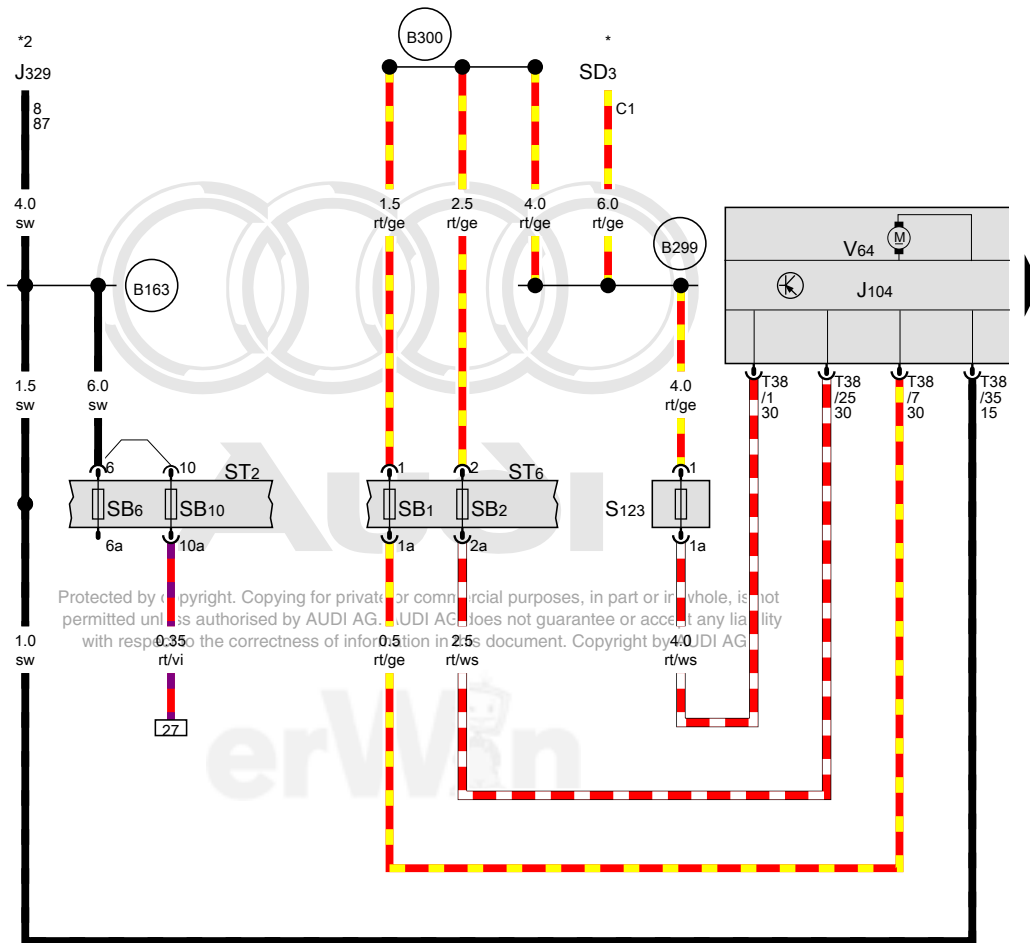 *2
B300
*
J329
SD3
8
87
C1
4.0
sw
1.5
rt/ge
2.5
rt/ge
4.0
rt/ge
6.0
rt/ge
B299
M
V64
J104
B163
1.5
sw
6.0
sw
4.0
rt/ge
T38
/1
30
T38
/25
30
T38
/7
30
T38
/35
15
6
10
ST2
1
2
ST6
1
SB6
SB10
SB1
SB2
S123
6a
10a
1a
2a
1a
Audi
Protected by copyright. Copying for private or commercial purposes, in part or in whole, is not
permitted unless authorised by AUDI AG. AUDI AG does not guarantee or accept any liability
with respect to the correctness of information in this document. Copyright by AUDI AG.
1.0
sw
0.35
rt/vi
0.5
rt/ge
2.5
rt/ws
4.0
rt/ws
27
erWin